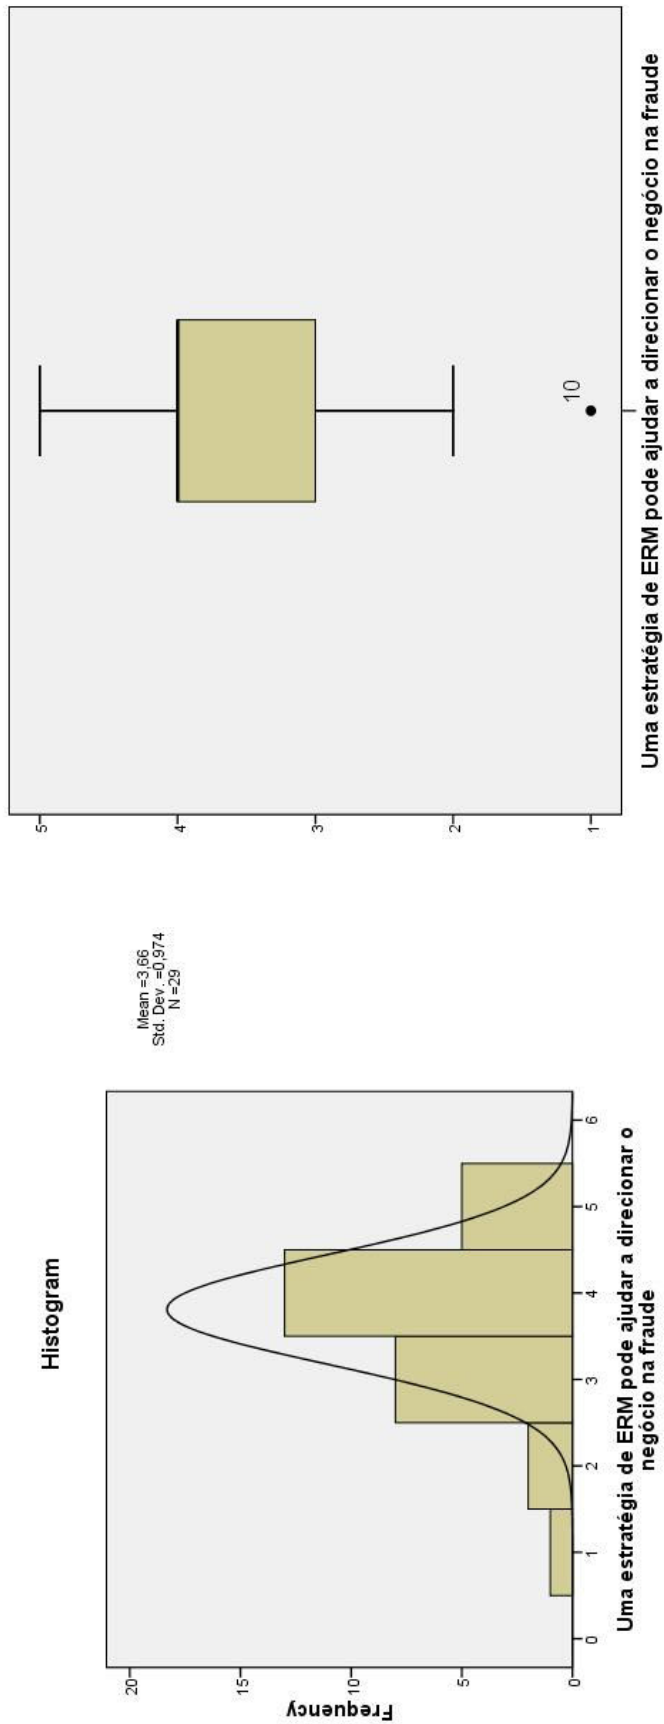 Histogram
Frequency
20
15
10
5
0
0
1
2
3
4
5
6
Uma estratégia de ERM pode ajudar a direcionar o
negócio na fraude
Mean =3,66
Std. Dev. =0,974
N =29
5
4
3
2
1
10
Uma estratégia de ERM pode ajudar a direcionar o negócio na fraude